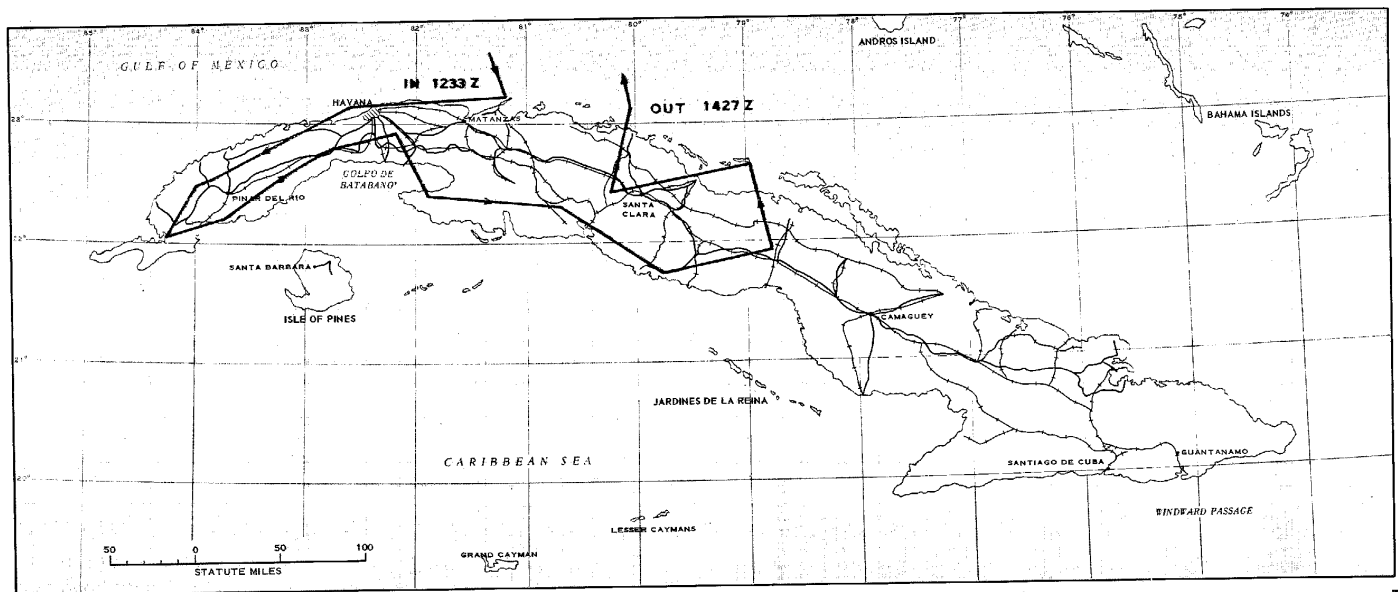 85
84
82
80
79
78
77
76
75
74
ANDROS ISLAND
GULF OF MEXICO
IN 1233 Z
OUT 1427 Z
HAVANA
BAHAMA ISLANDS
23°
MATANZAS
GOLFO DE
BATABANO
PINAR DEL RIO
SANTA
CLARA
22°
SANTA BARBARA
ISLE OF PINES
CAMAGUEY
21°
JARDINES DE LA REINA
CARIBBEAN SEA
SANTIAGO DE CUBA
GUANTANAMO
20°
WINDWARD PASSAGE
LESSER CAYMANS
GRAND CAYMAN
50 0 50 100
STATUTE MILES